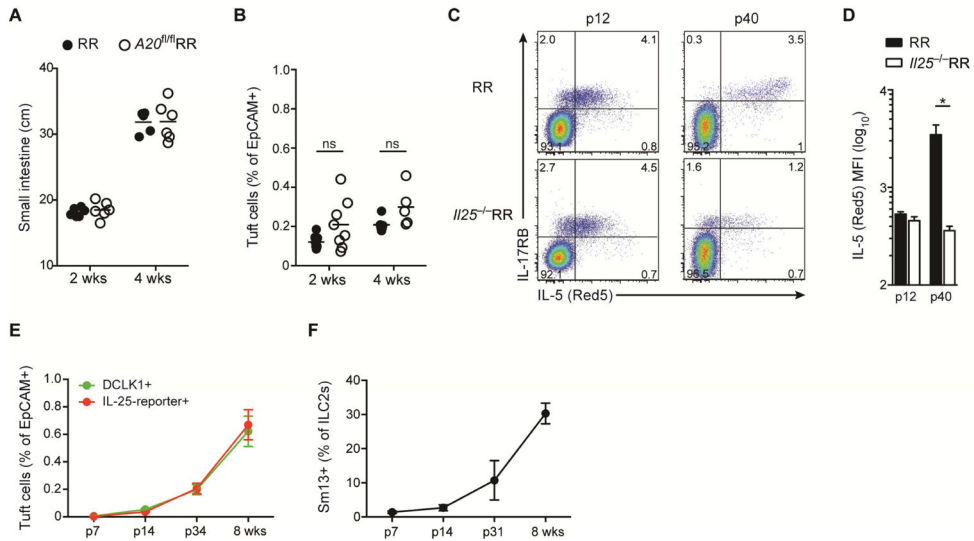 A
RR
A20fl/flRR
Small intestine (cm)
40
30
20
10
2 wks
4 wks
B
Tuft cells (% of EpCAM+)
1.0
0.8
0.6
0.4
0.2
0.0
ns
ns
2 wks
4 wks
C
p12
p40
RR
2.0
4.1
93.1
0.8
0.3
3.5
95.2
1
Il25–/–RR
2.7
4.5
92.1
0.7
1.6
1.2
96.5
0.7
IL-17RB
IL-5 (Red5)
D
RR
Il25–/–RR
IL-5 (Red5) MFI (log10)
4
3
2
*
p12
p40
E
DCLK1+
IL-25-reporter+
Tuft cells (% of EpCAM+)
1.0
0.8
0.6
0.4
0.2
0
p7
p14
p34
8 wks
F
Sm13+ (% of ILC2s)
40
30
20
10
0
p7
p14
p31
8 wks